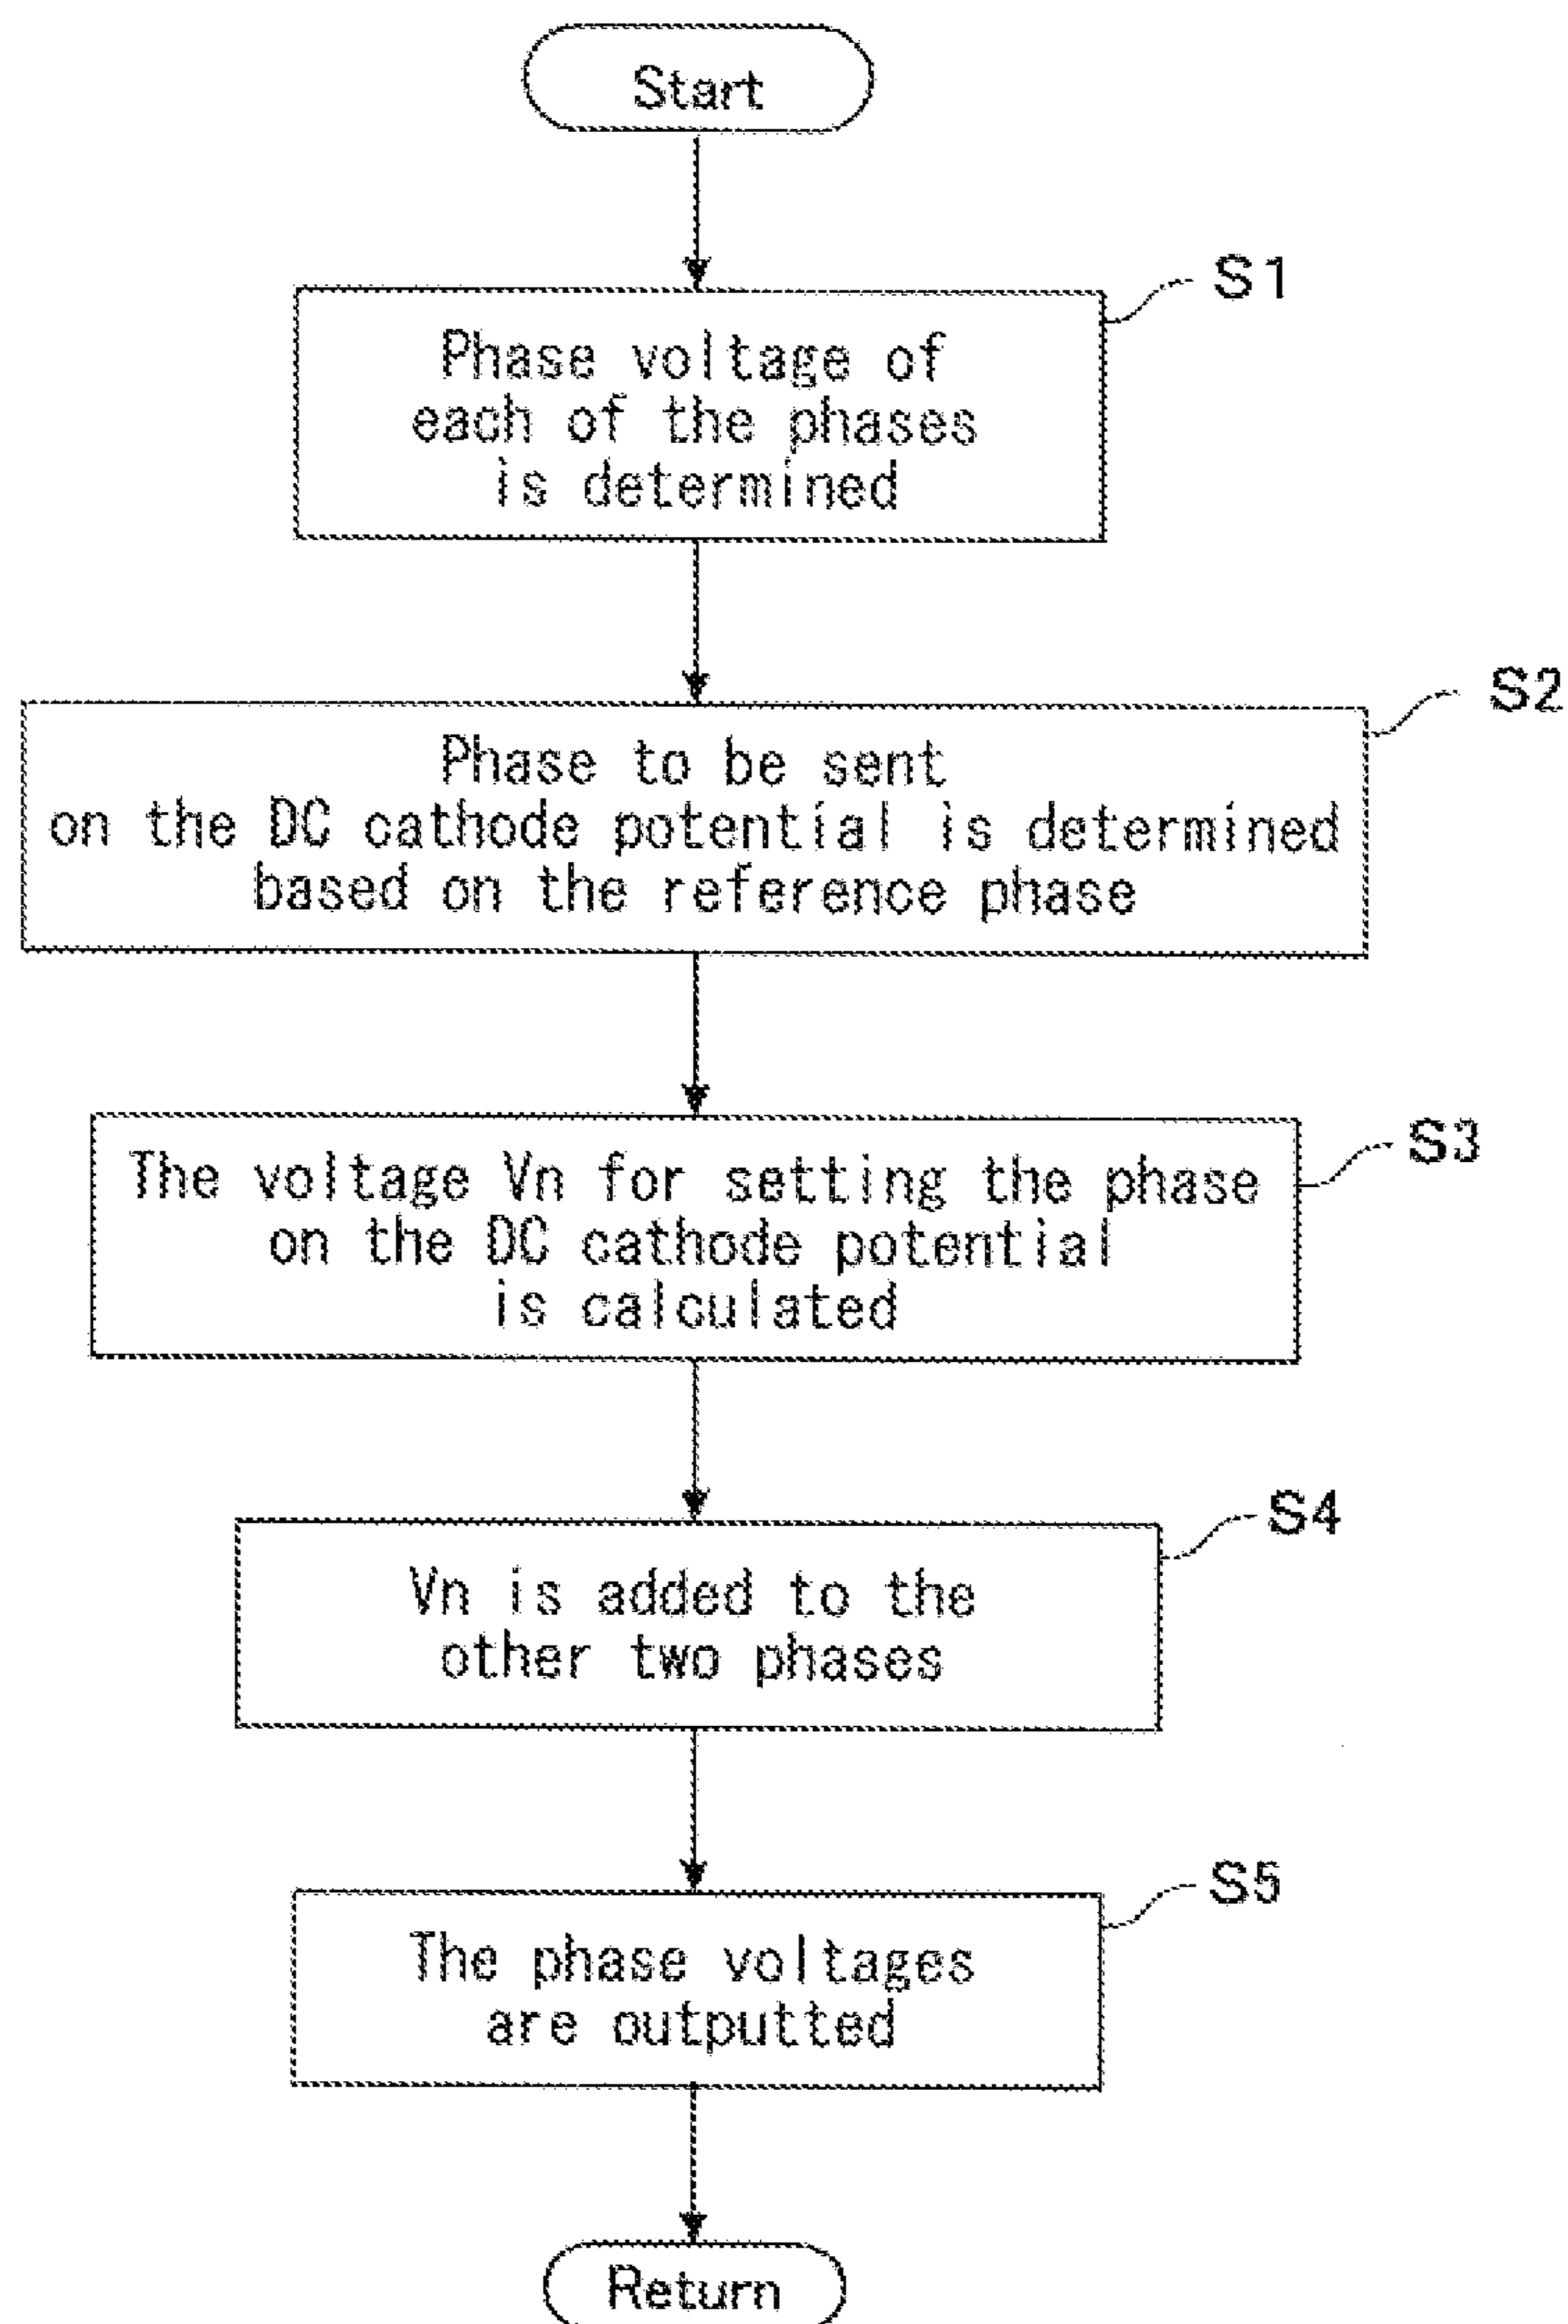 Start
S1
Phase voltage of
each of the phases
is determined
S2
Phase to be sent
on the DC cathode potential is determined
based on the reference phase
S3
The voltage Vn for setting the phase
on the DC cathode potential
is calculated
S4
Vn is added to the
other two phases
S5
The phase voltages
are outputted
Return